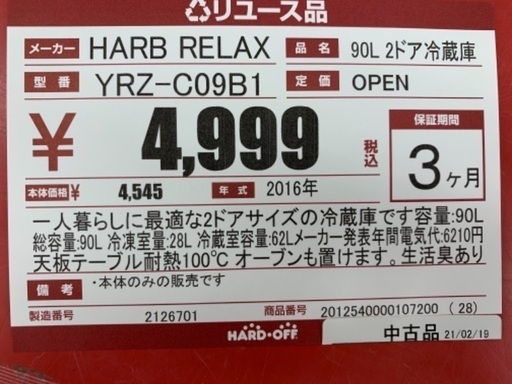 リユース品
メーカー HARB RELAX 品名 90L 2ドア冷蔵庫
型番 YRZ-C09B1 定価 OPEN
¥ 4,999 税込 保証期間 3ヶ月
本体価格¥ 4,545 年式 2016年
一人暮らしに最適な2ドアサイズの冷蔵庫です容量:90L
総容量:90L 冷凍室量:28L 冷蔵室容量:62Lメーカー発表年間電気代:6210円
天板テーブル耐熱100℃ オーブンも置けます。生活臭あり
備考 ・本体のみの販売です
製造番号 2126701 商品番号 2012540000107200 (28)
HARD・OFF 中古品 21/02/19